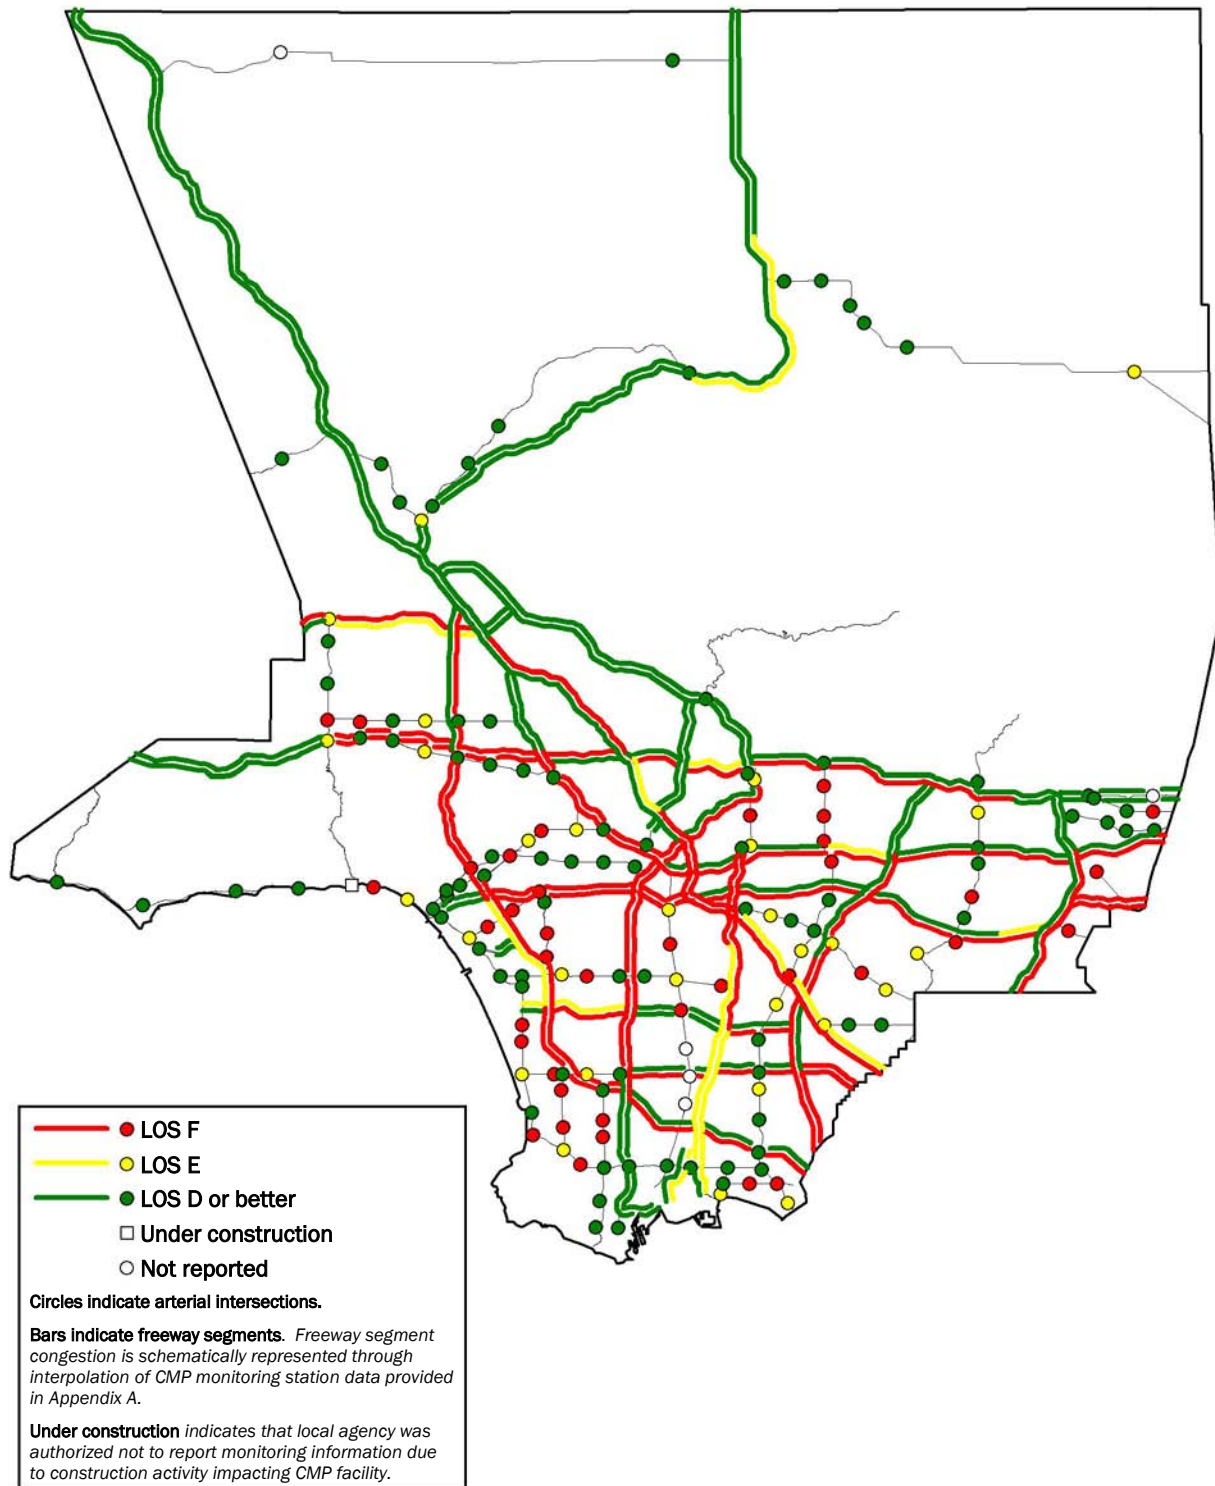 LOS F
LOS E
LOS D or better
Under construction
Not reported
Circles indicate arterial intersections.
Bars indicate freeway segments. Freeway segment
congestion is schematically represented through
interpolation of CMP monitoring station data provided
in Appendix A.
Under construction indicates that local agency was
authorized not to report monitoring information due
to construction activity impacting CMP facility.